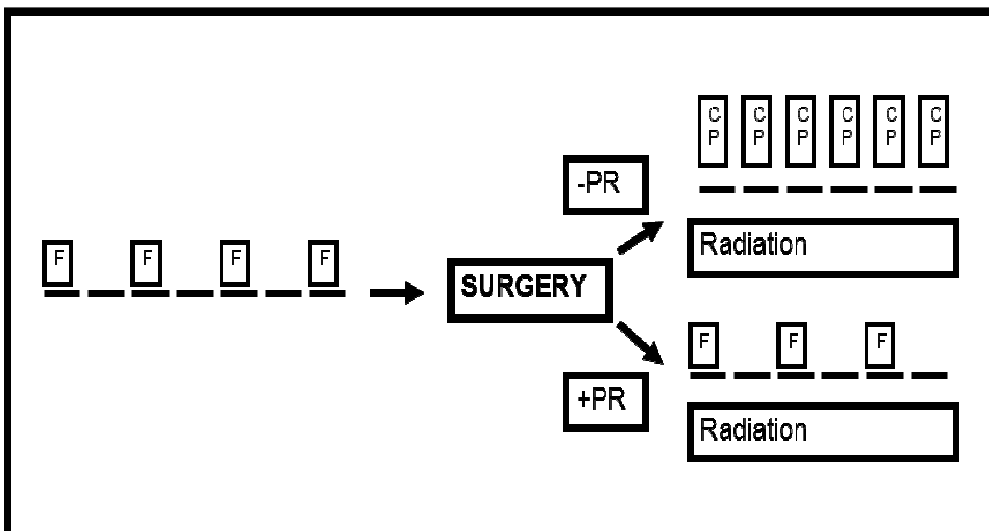 F F F F
SURGERY
-PR
C C C C C C
P P P P P P
Radiation
+PR
F F F
Radiation